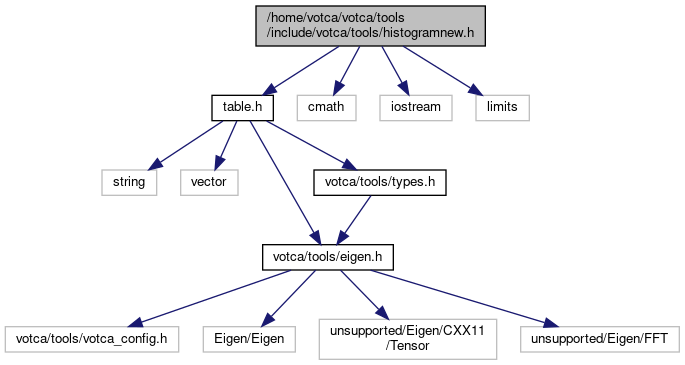 /home/votca/votca/tools
/include/votca/tools/histogramnew.h
table.h
cmath
iostream
limits
string
vector
votca/tools/types.h
votca/tools/eigen.h
votca/tools/votca_config.h
Eigen/Eigen
unsupported/Eigen/CXX11
/Tensor
unsupported/Eigen/FFT